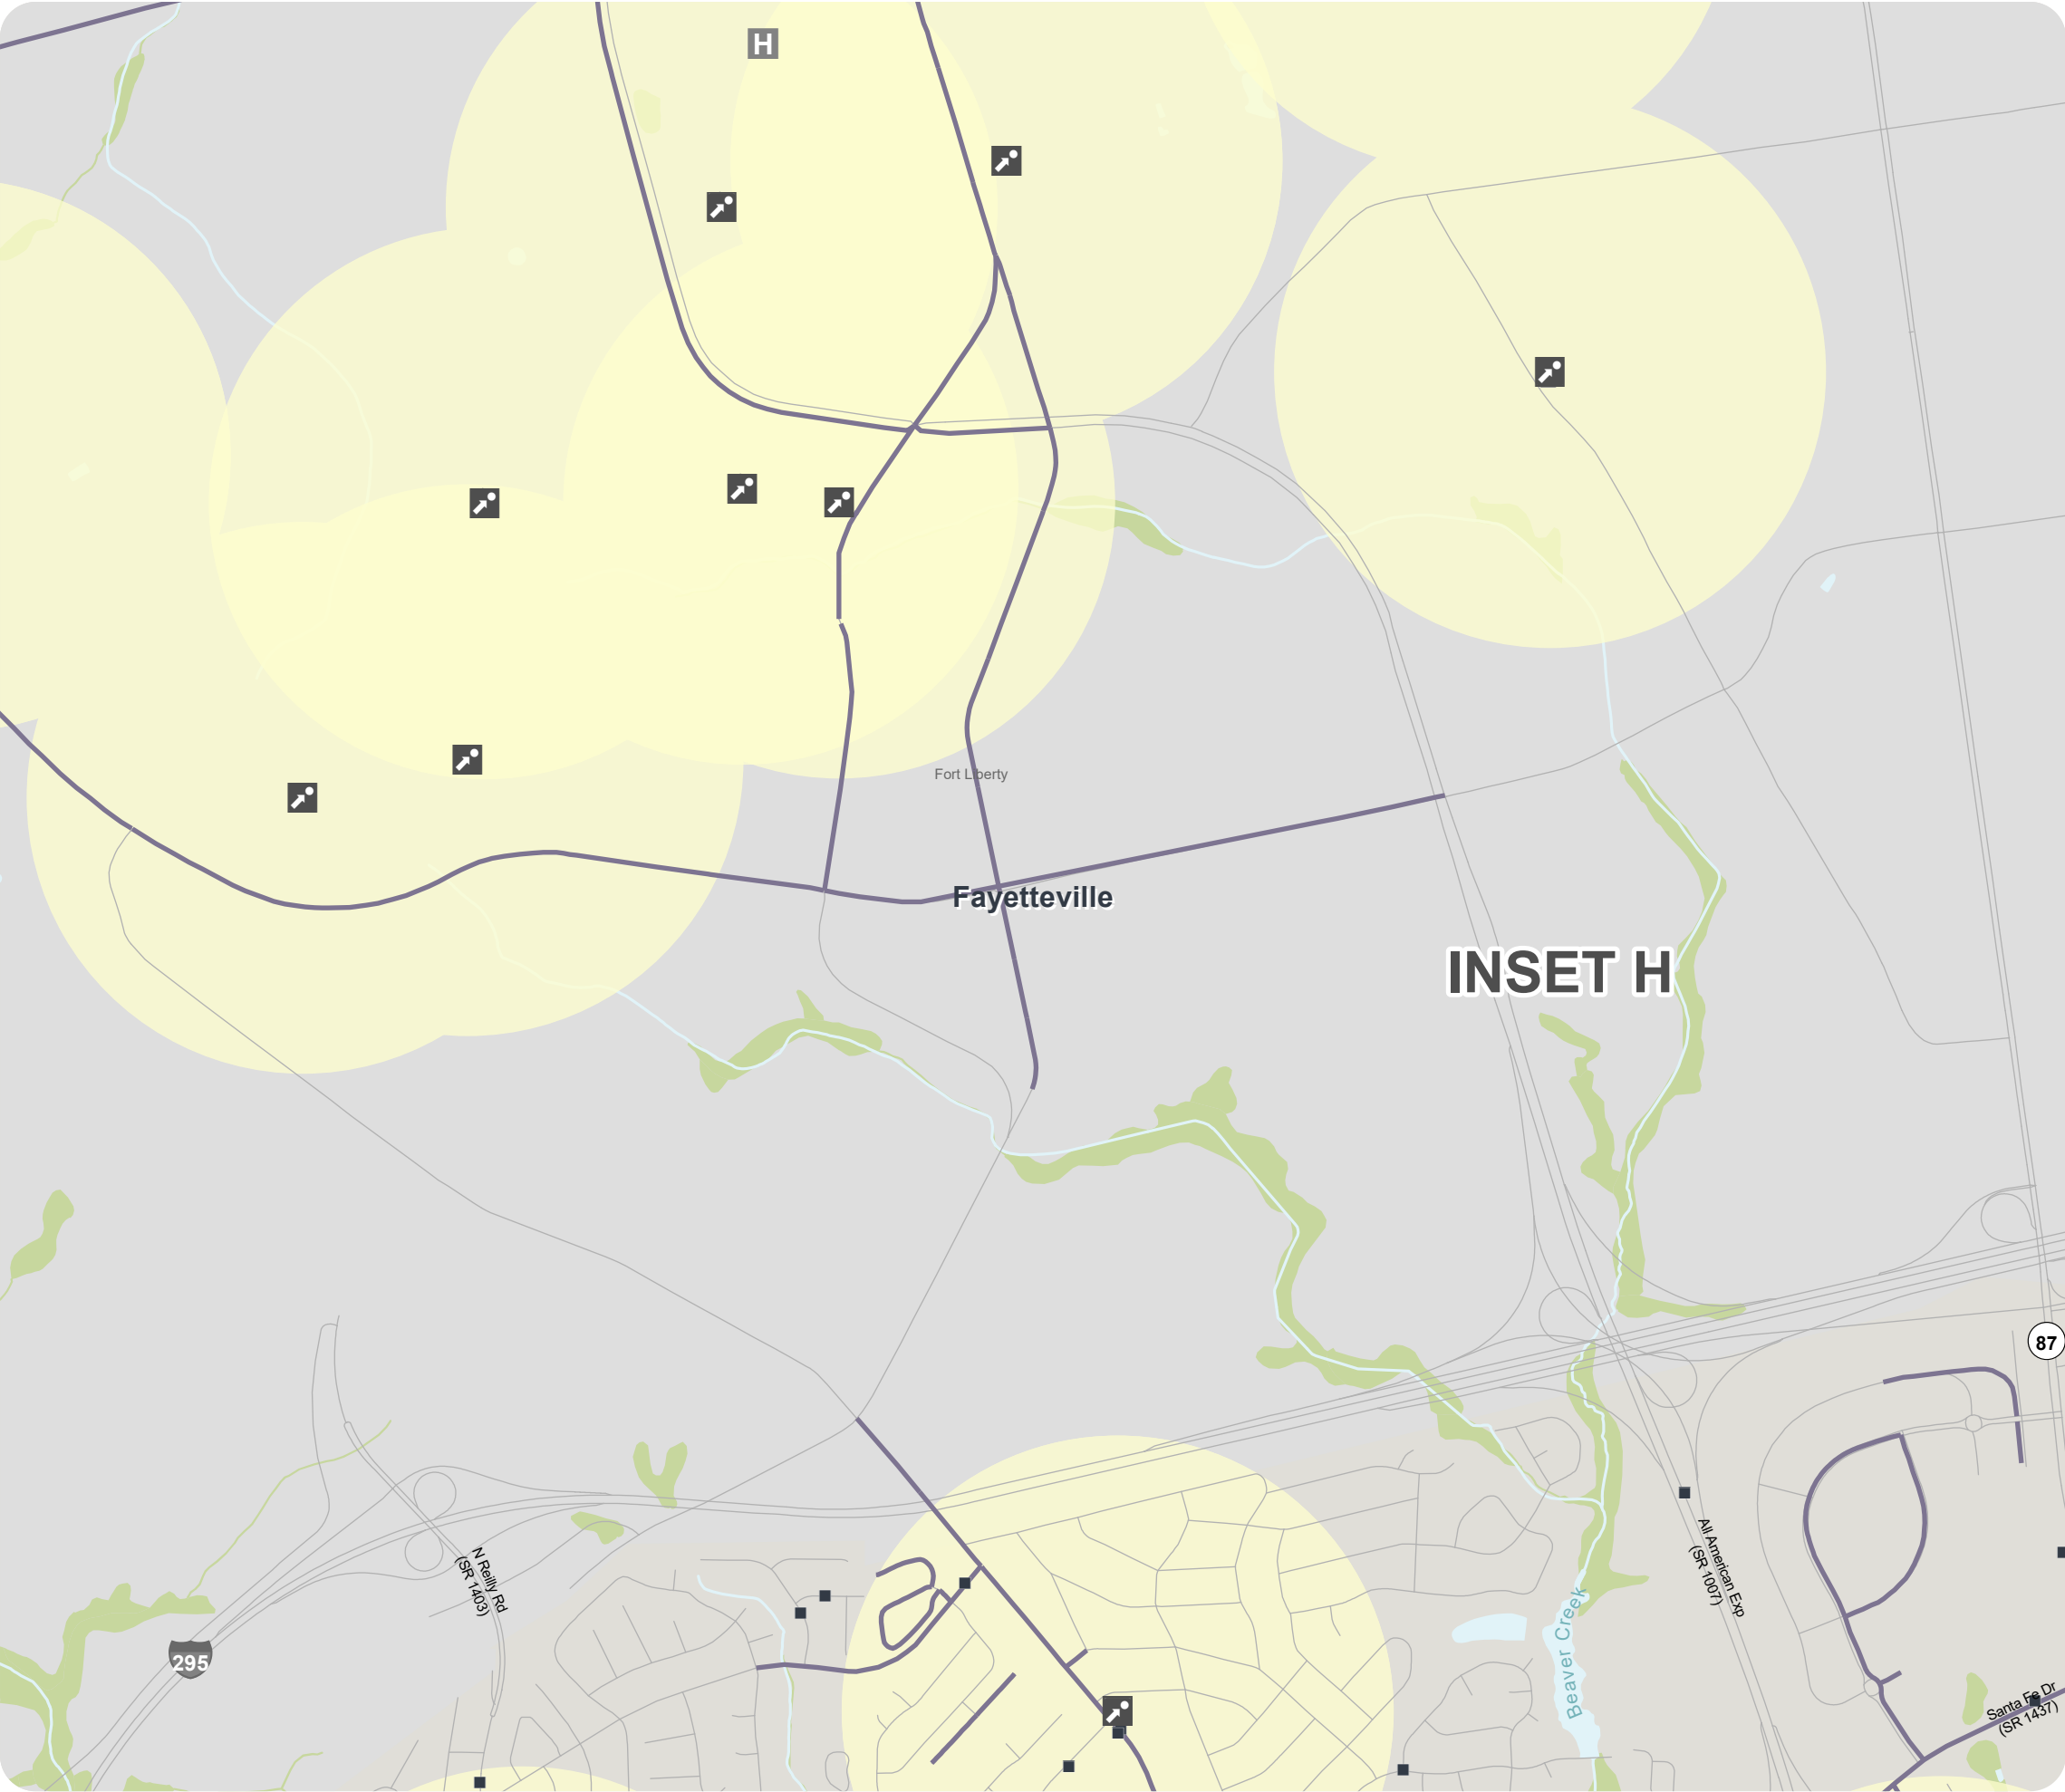 H
Fort Liberty
Fayetteville
INSET H
87
N Reilly Rd
(SR 1403)
All American Exp
(SR 1007)
Beaver Creek
295
Santa Fe Dr
(SR 1437)